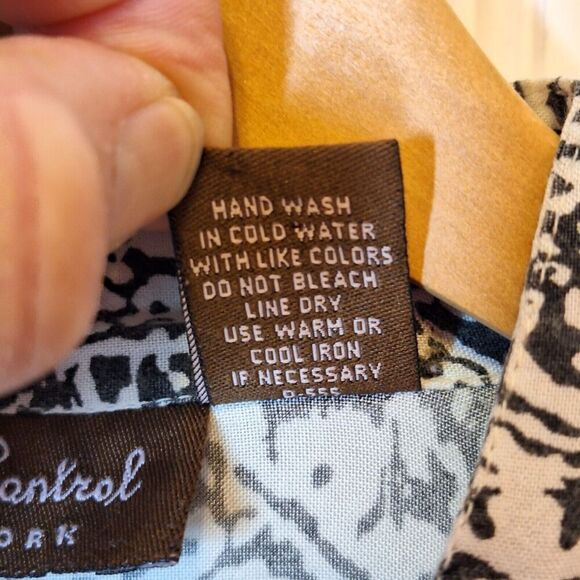 HAND WASH
IN COLD WATER
WITH LIKE COLORS
DO NOT BLEACH
LINE DRY
USE WARM OR
COOL IRON
IF NECESSARY